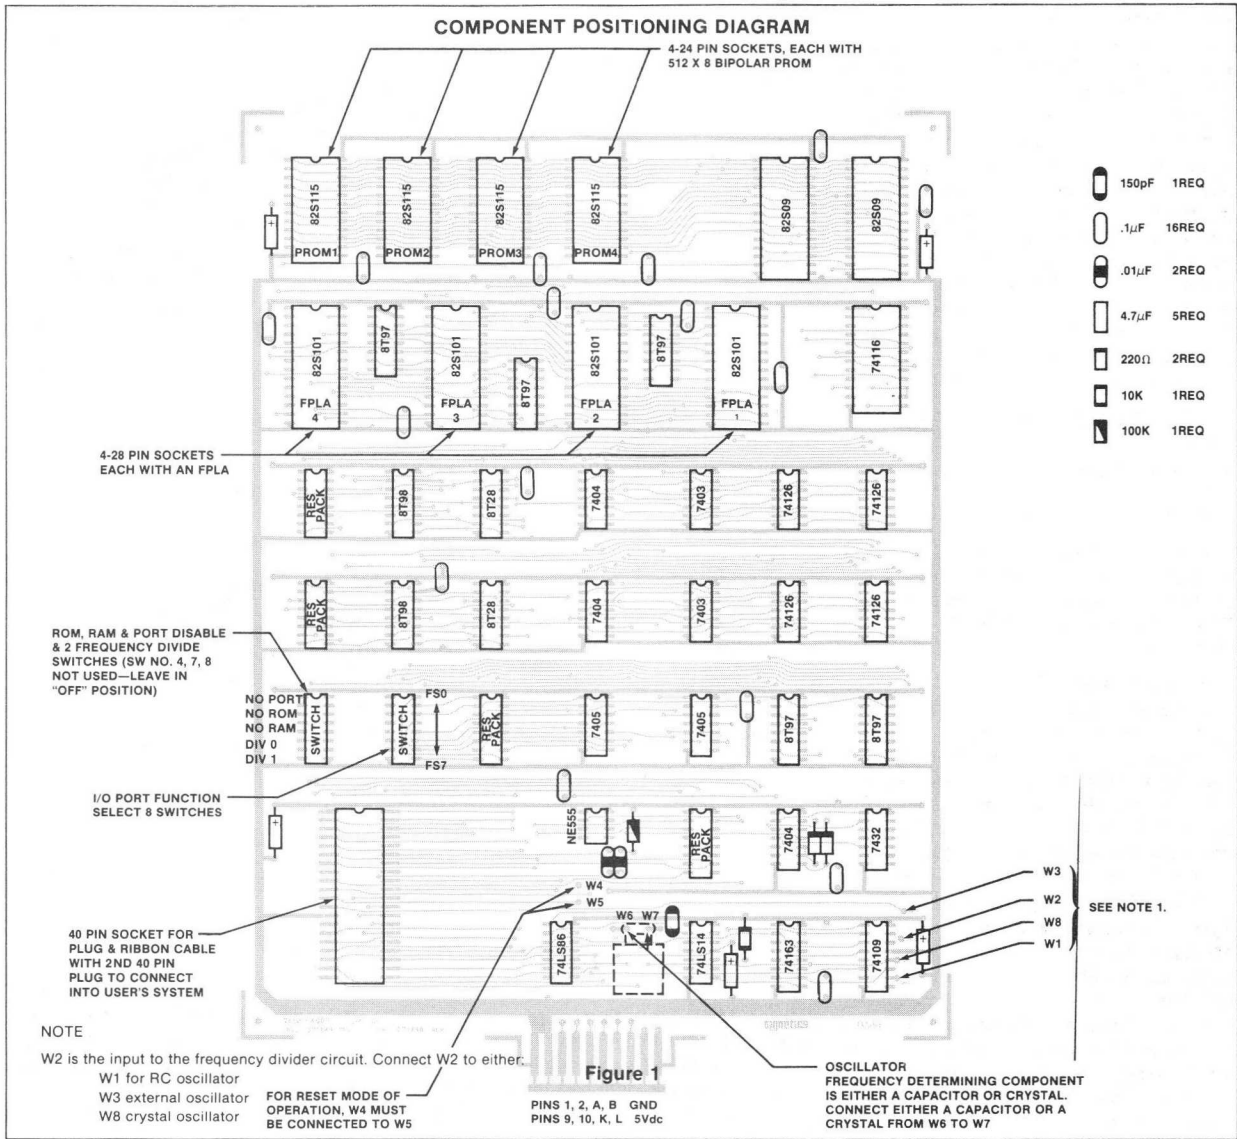 COMPONENT POSITIONING DIAGRAM
4-24 PIN SOCKETS, EACH WITH
512 X 8 BIPOLAR PROM
82S115
82S115
82S115
82S115
82S09
82S09
PROM1
PROM2
PROM3
PROM4
150pF 1REQ
.1μF 16REQ
.01μF 2REQ
4.7μF 5REQ
220Ω 2REQ
10K 1REQ
100K 1REQ
82S101
8T97
82S101
8T97
82S101
8T97
82S101
74116
FPLA
4
FPLA
3
FPLA
2
FPLA
1
4-28 PIN SOCKETS
EACH WITH AN FPLA
RES
PACK
8T98
8T28
7404
7403
74126
74126
RES
PACK
8T98
8T28
7404
7403
74126
74126
ROM, RAM & PORT DISABLE
& 2 FREQUENCY DIVIDE
SWITCHES (SW NO. 4, 7, 8
NOT USED—LEAVE IN
"OFF" POSITION)
NO PORT
NO ROM
NO RAM
DIV 0
DIV 1
SWITCH
SWITCH
FS0
FS7
RES
PACK
7405
7405
8T97
8T97
I/O PORT FUNCTION
SELECT 8 SWITCHES
NE555
RES
PACK
7404
7432
W4
W5
W6 W7
W3
W2
W8
W1
SEE NOTE 1.
40 PIN SOCKET FOR
PLUG & RIBBON CABLE
WITH 2ND 40 PIN
PLUG TO CONNECT
INTO USER'S SYSTEM
74LS86
74LS14
74163
74109
NOTE
W2 is the input to the frequency divider circuit. Connect W2 to either:
W1 for RC oscillator
W3 external oscillator
W8 crystal oscillator
FOR RESET MODE OF
OPERATION, W4 MUST
BE CONNECTED TO W5
Figure 1
PINS 1, 2, A, B GND
PINS 9, 10, K, L 5Vdc
OSCILLATOR
FREQUENCY DETERMINING COMPONENT
IS EITHER A CAPACITOR OR CRYSTAL.
CONNECT EITHER A CAPACITOR OR A
CRYSTAL FROM W6 TO W7